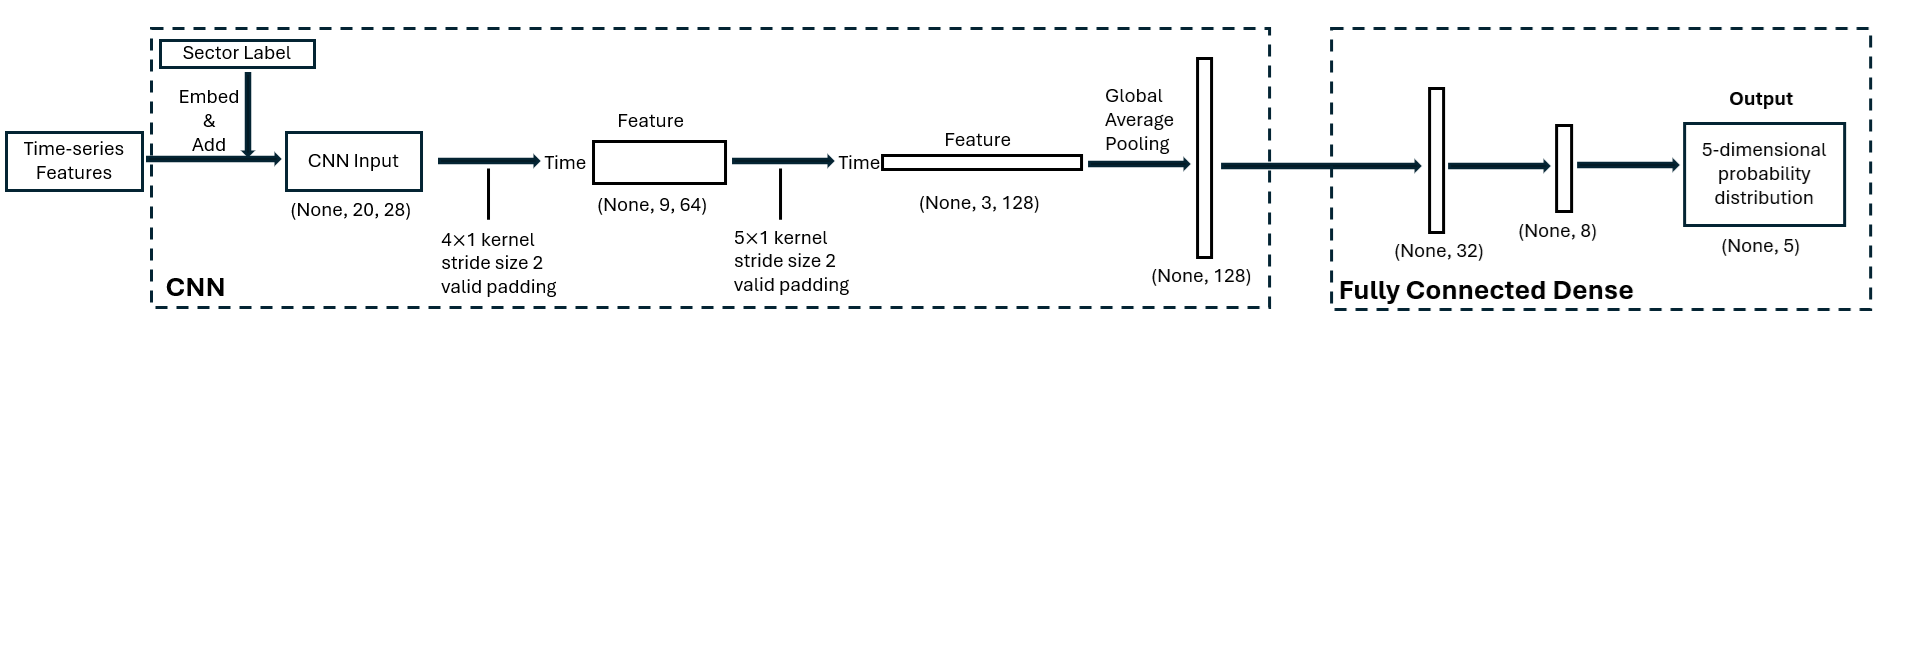 Sector Label
Embed
&
Add
Time-series
Features
CNN Input
(None, 20, 28)
4×1 kernel
stride size 2
valid padding
Feature
Time
(None, 9, 64)
5×1 kernel
stride size 2
valid padding
Feature
Time
(None, 3, 128)
Global
Average
Pooling
(None, 128)
CNN
(None, 32)
(None, 8)
Output
5-dimensional
probability
distribution
(None, 5)
Fully Connected Dense